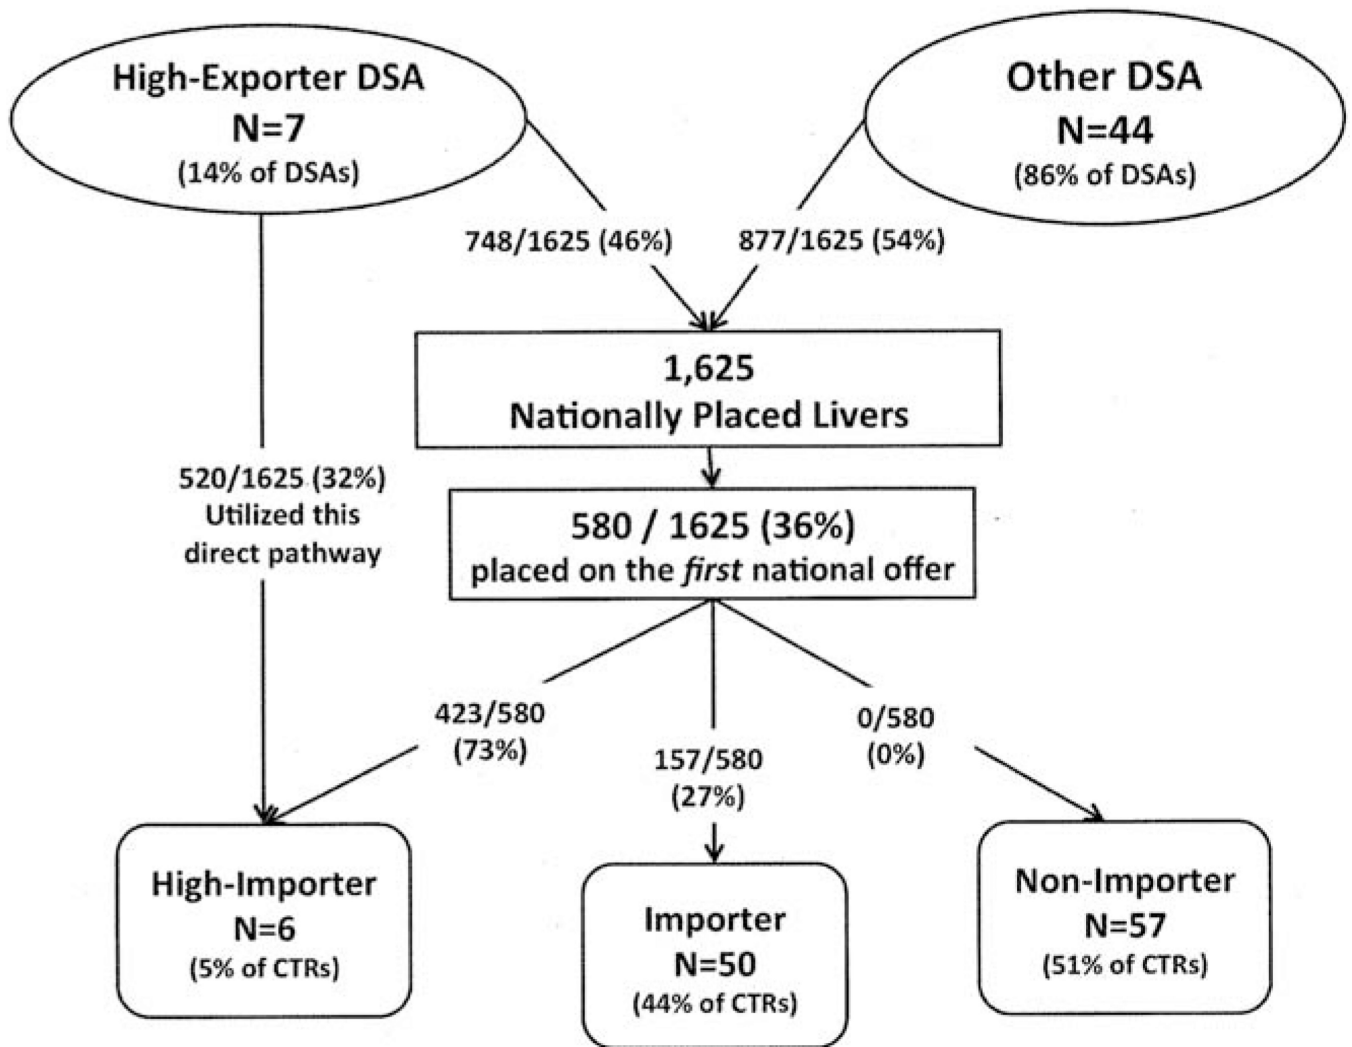 High-Exporter DSA
N=7
(14% of DSAs)
Other DSA
N=44
(86% of DSAs)
748/1625 (46%)
877/1625 (54%)
1,625
Nationally Placed Livers
520/1625 (32%)
Utilized this
direct pathway
580 / 1625 (36%)
placed on the first national offer
423/580
(73%)
157/580
(27%)
0/580
(0%)
High-Importer
N=6
(5% of CTRs)
Importer
N=50
(44% of CTRs)
Non-Importer
N=57
(51% of CTRs)